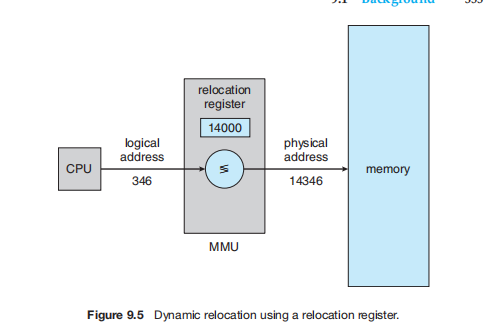 relocation
register
14000
logical
address
physical
address
CPU
≶
memory
346
14346
MMU
Figure 9.5 Dynamic relocation using a relocation register.